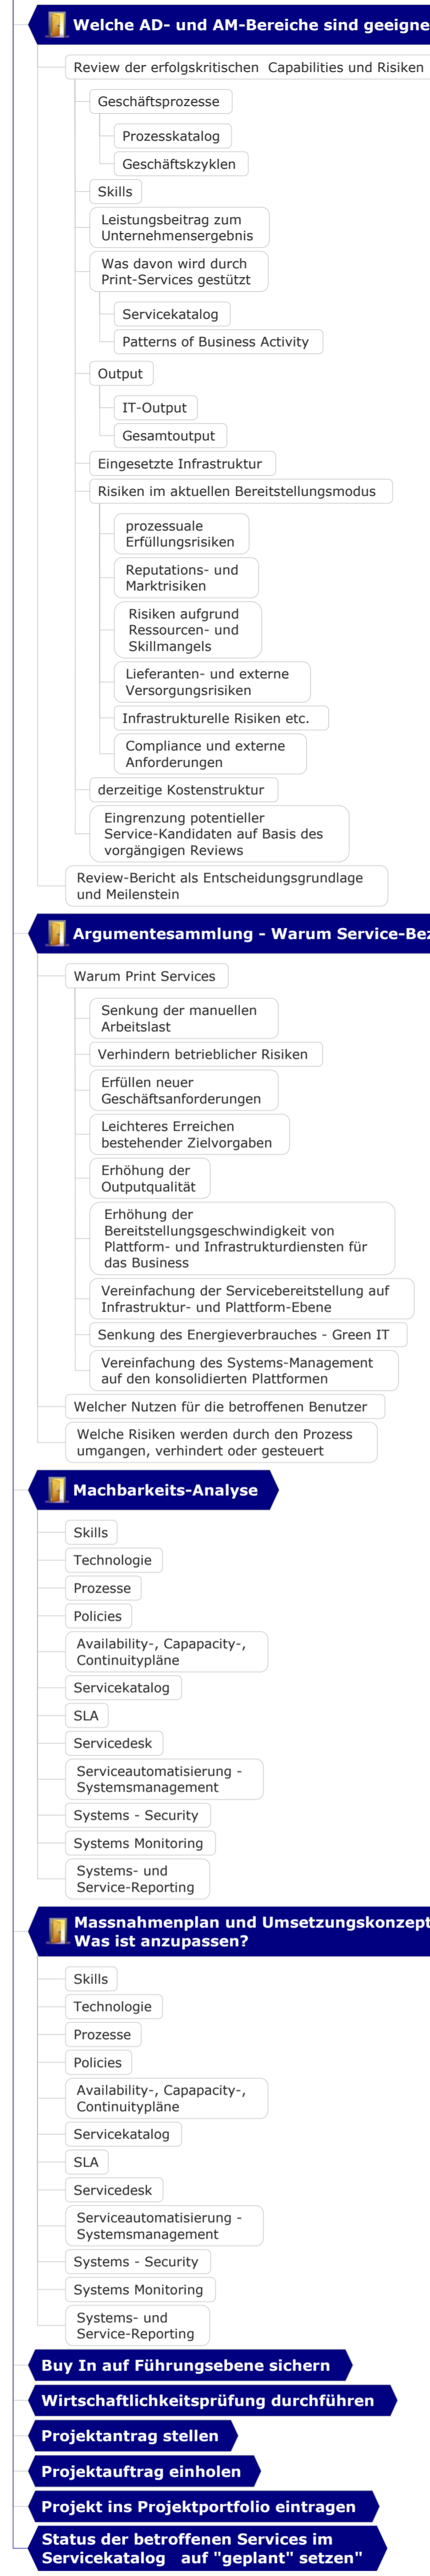 Welche AD- und AM-Bereiche sind geeigne
Review der erfolgskritischen Capabilities und Risiken
Geschäftsprozesse
Prozesskatalog
Geschäftskzyklen
Skills
Leistungsbeitrag zum
Unternehmensergebnis
Was davon wird durch
Print-Services gestützt
Servicekatalog
Patterns of Business Activity
Output
IT-Output
Gesamtoutput
Eingesetzte Infrastruktur
Risiken im aktuellen Bereitstellungsmodus
prozessuale
Erfüllungsrisiken
Reputations- und
Marktrisiken
Risiken aufgrund
Ressourcen- und
Skillmangels
Lieferanten- und externe
Versorgungsrisiken
Infrastrukturelle Risiken etc.
Compliance und externe
Anforderungen
derzeitige Kostenstruktur
Eingrenzung potentieller
Service-Kandidaten auf Basis des
vorgängigen Reviews
Review-Bericht als Entscheidungsgrundlage
und Meilenstein
Argumentesammlung - Warum Service-Bez
Warum Print Services
Senkung der manuellen
Arbeitslast
Verhindern betrieblicher Risiken
Erfüllen neuer
Geschäftsanforderungen
Leichteres Erreichen
bestehender Zielvorgaben
Erhöhung der
Outputqualität
Erhöhung der
Bereitstellungsgeschwindigkeit von
Plattform- und Infrastrukturdiensten für
das Business
Vereinfachung der Servicebereitstellung auf
Infrastruktur- und Plattform-Ebene
Senkung des Energieverbrauches - Green IT
Vereinfachung des Systems-Management
auf den konsolidierten Plattformen
Welcher Nutzen für die betroffenen Benutzer
Welche Risiken werden durch den Prozess
umgangen, verhindert oder gesteuert
Machbarkeits-Analyse
Skills
Technologie
Prozesse
Policies
Availability-, Capapacity-,
Continuitypläne
Servicekatalog
SLA
Servicedesk
Serviceautomatisierung -
Systemsmanagement
Systems - Security
Systems Monitoring
Systems- und
Service-Reporting
Massnahmenplan und Umsetzungskonzept
Was ist anzupassen?
Skills
Technologie
Prozesse
Policies
Availability-, Capapacity-,
Continuitypläne
Servicekatalog
SLA
Servicedesk
Serviceautomatisierung -
Systemsmanagement
Systems - Security
Systems Monitoring
Systems- und
Service-Reporting
Buy In auf Führungsebene sichern
Wirtschaftlichkeitsprüfung durchführen
Projektantrag stellen
Projektauftrag einholen
Projekt ins Projektportfolio eintragen
Status der betroffenen Services im
Servicekatalog auf "geplant" setzen"